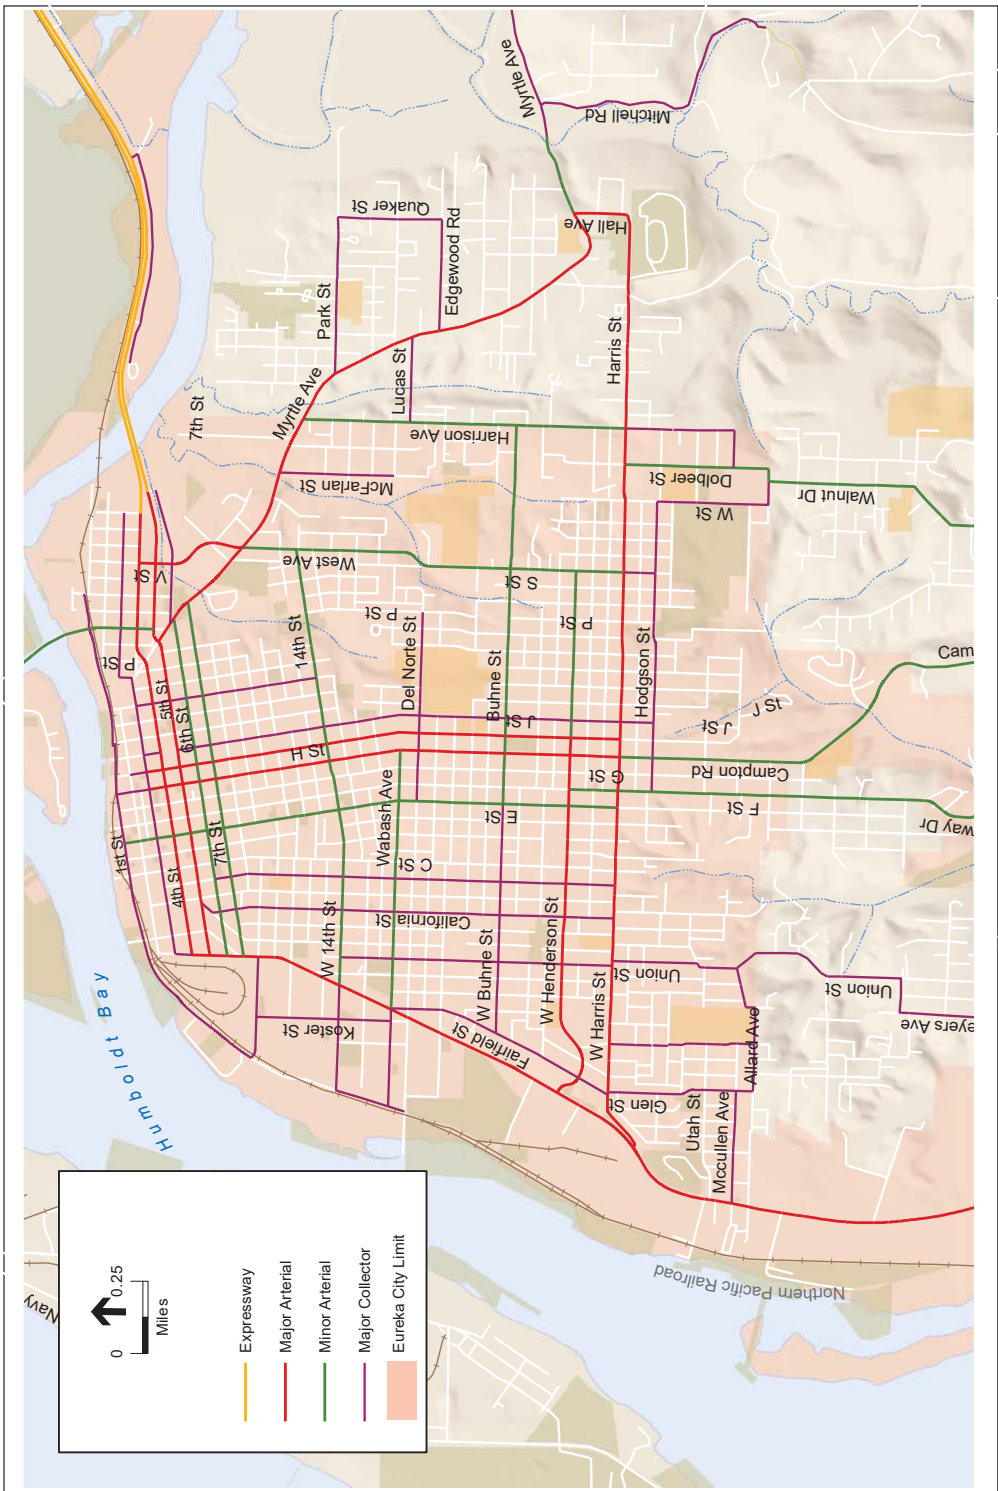 Myrtle Ave
Mitchell Rd
Quaker St
Edgewood Rd
Hall Ave
Park St
Lucas St
Harris St
Myrtle Ave
7th St
Harrison Ave
McFarlan St
Dolbeer St
W St
Walnut Dr
V St
West Ave
S St
P St
P St
P St
14th St
Del Norte St
Buhne St
Hodgson St
Cam
5th St
6th St
J St
J St
J St
H St
G St
Campton Rd
Wabash Ave
E St
F St
way Dr
1st St
7th St
4th St
C St
California St
W 14th St
W Buhne St
W Henderson St
W Harris St
Union St
Union St
eyers Ave
Koster St
Fairfield St
Allard Ave
Glen St
Utah St
Mccullen Ave
Humboldt Bay
Northern Pacific Railroad
Navy
0 0.25
Miles
Expressway
Major Arterial
Minor Arterial
Major Collector
Eureka City Limit